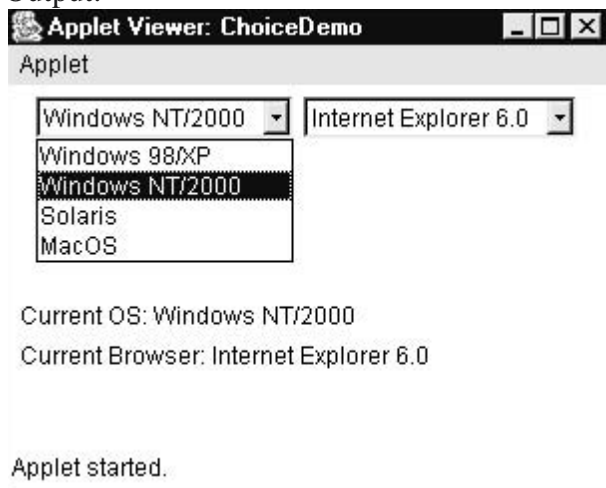 Output:
Applet Viewer: ChoiceDemo
Applet
Windows NT/2000 Internet Explorer 6.0
Windows 98/XP
Windows NT/2000
Solaris
MacOS
Current OS: Windows NT/2000
Current Browser: Internet Explorer 6.0
Applet started.